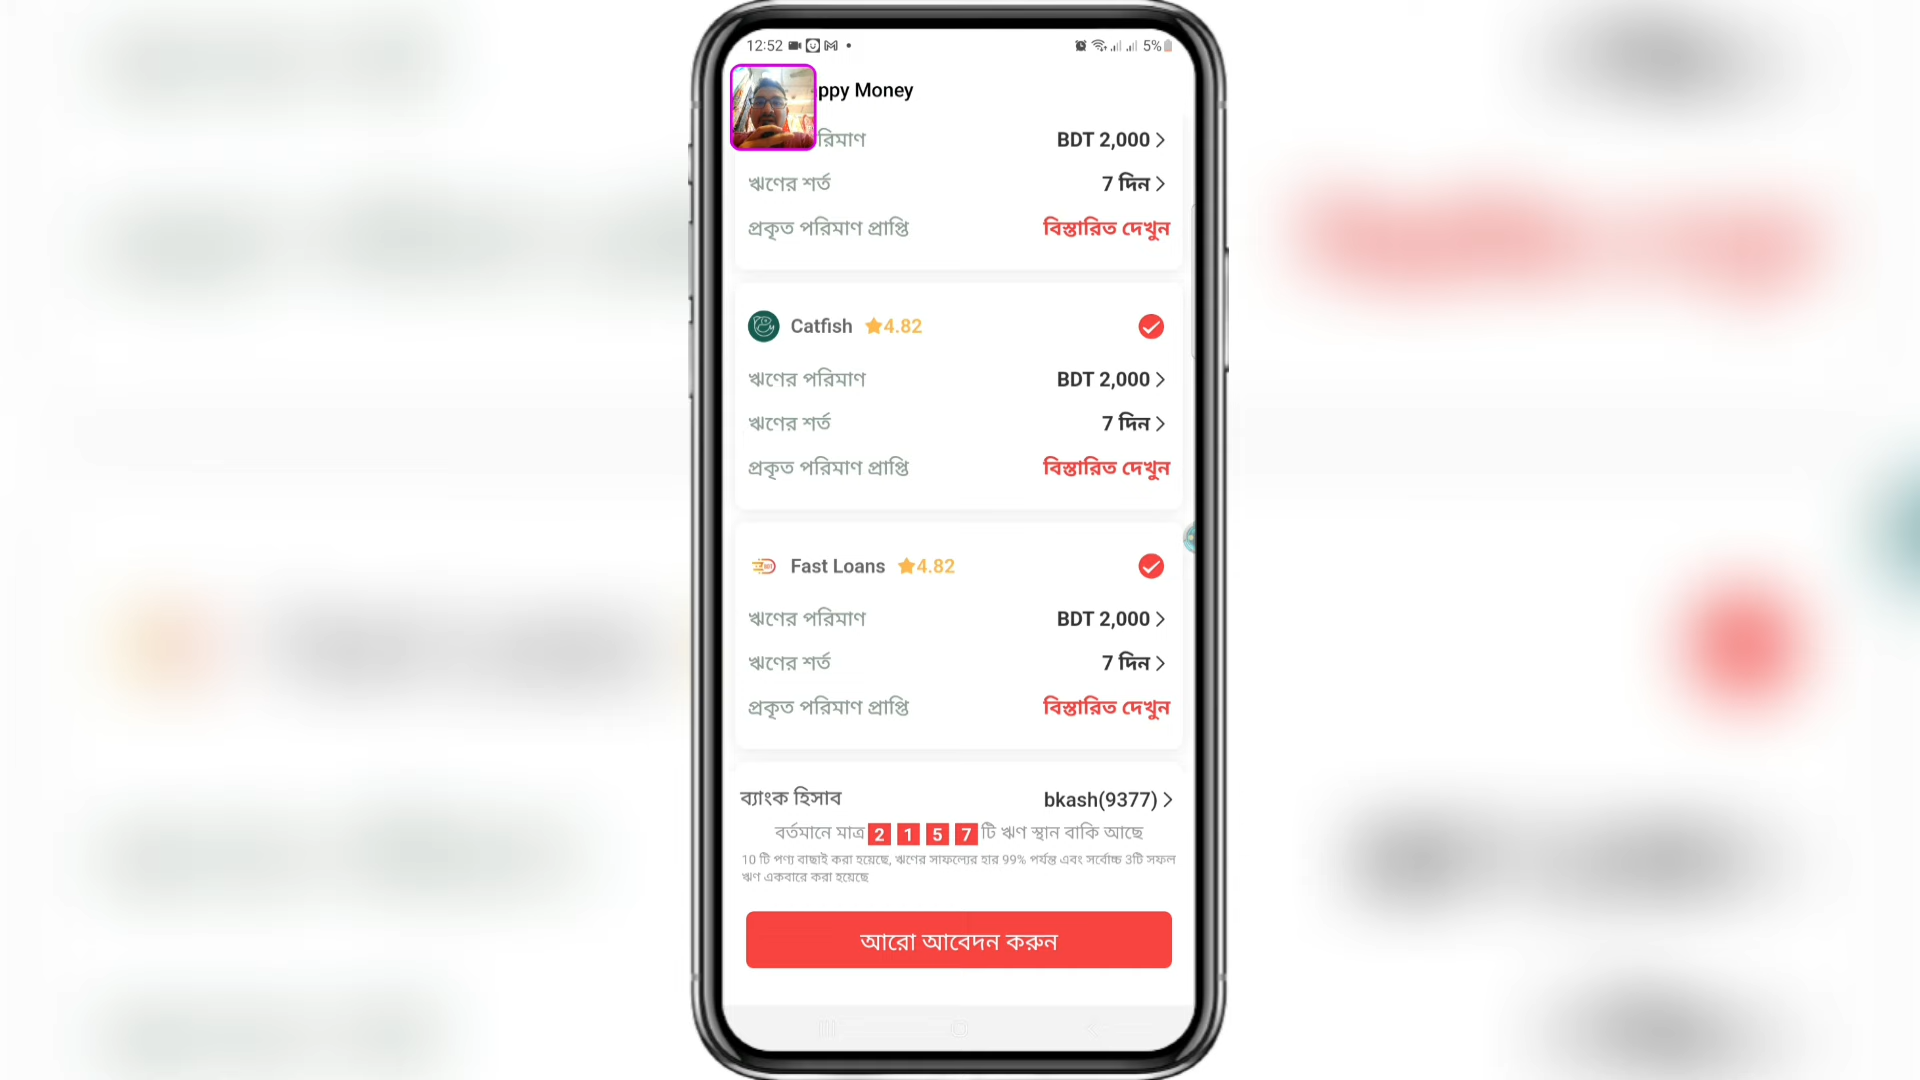 12:52
5%
ppy Money
রিমাণ BDT 2,000
ঋণের শর্ত 7 দিন
প্রকৃত পরিমাণ প্রাপ্তি বিস্তারিত দেখুন
Catfish 4.82
ঋণের পরিমাণ BDT 2,000
ঋণের শর্ত 7 দিন
প্রকৃত পরিমাণ প্রাপ্তি বিস্তারিত দেখুন
Fast Loans 4.82
ঋণের পরিমাণ BDT 2,000
ঋণের শর্ত 7 দিন
প্রকৃত পরিমাণ প্রাপ্তি বিস্তারিত দেখুন
ব্যাংক হিসাব bkash(9377)
বর্তমানে মাত্র 2 1 5 7 টি ঋণ স্থান বাকি আছে
10 টি পণ্য বাছাই করা হয়েছে, ঋণের সাফল্যের হার 99% পর্যন্ত এবং সর্বোচ্চ 3টি সফল
ঋণ একবারে করা হয়েছে
আরো আবেদন করুন